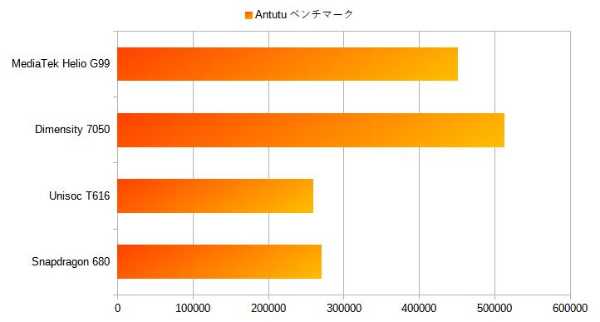 Antutu ベンチマーク
MediaTek Helio G99
Dimensity 7050
Unisoc T616
Snapdragon 680
0 100000 200000 300000 400000 500000 600000